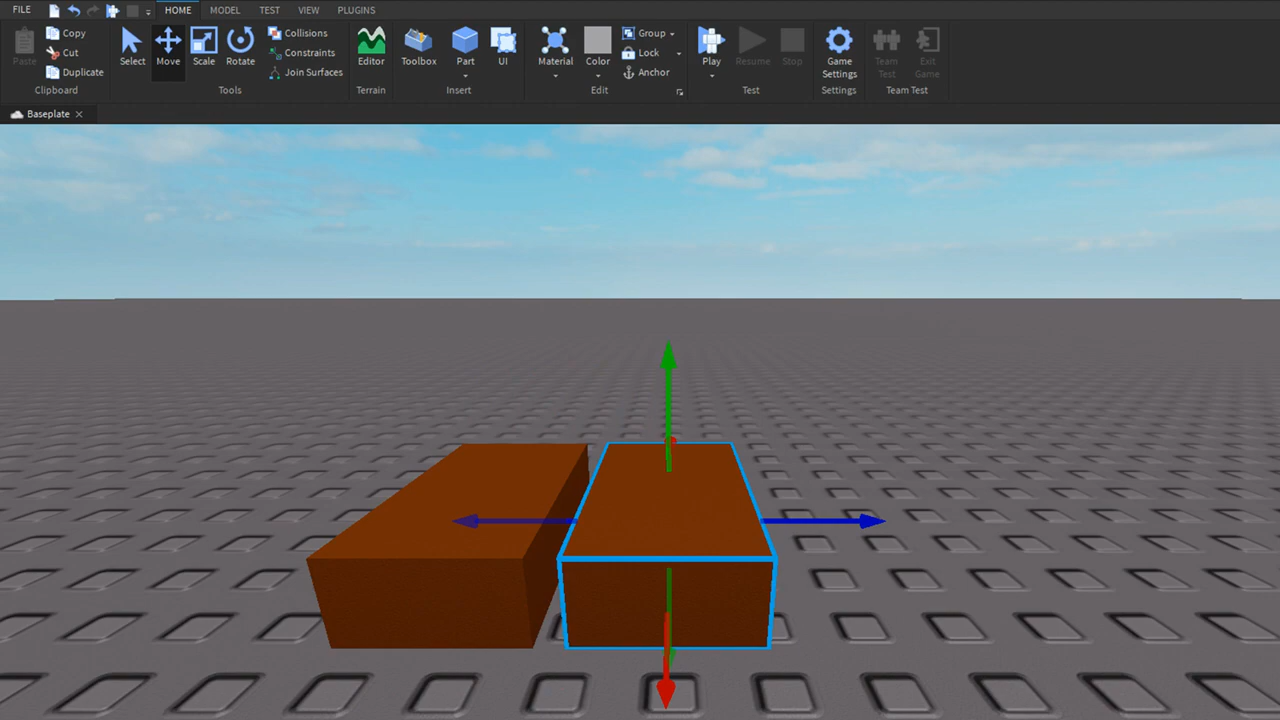 FILE HOME MODEL TEST VIEW PLUGINS
Paste
Copy
Cut
Duplicate
Clipboard
Select
Move
Scale
Rotate
Collisions
Constraints
Join Surfaces
Tools
Editor
Terrain
Toolbox
Part
UI
Insert
Material
Color
Group
Lock
Anchor
Edit
Play
Resume
Stop
Test
Game
Settings
Settings
Team
Test
Exit
Game
Team Test
Baseplate